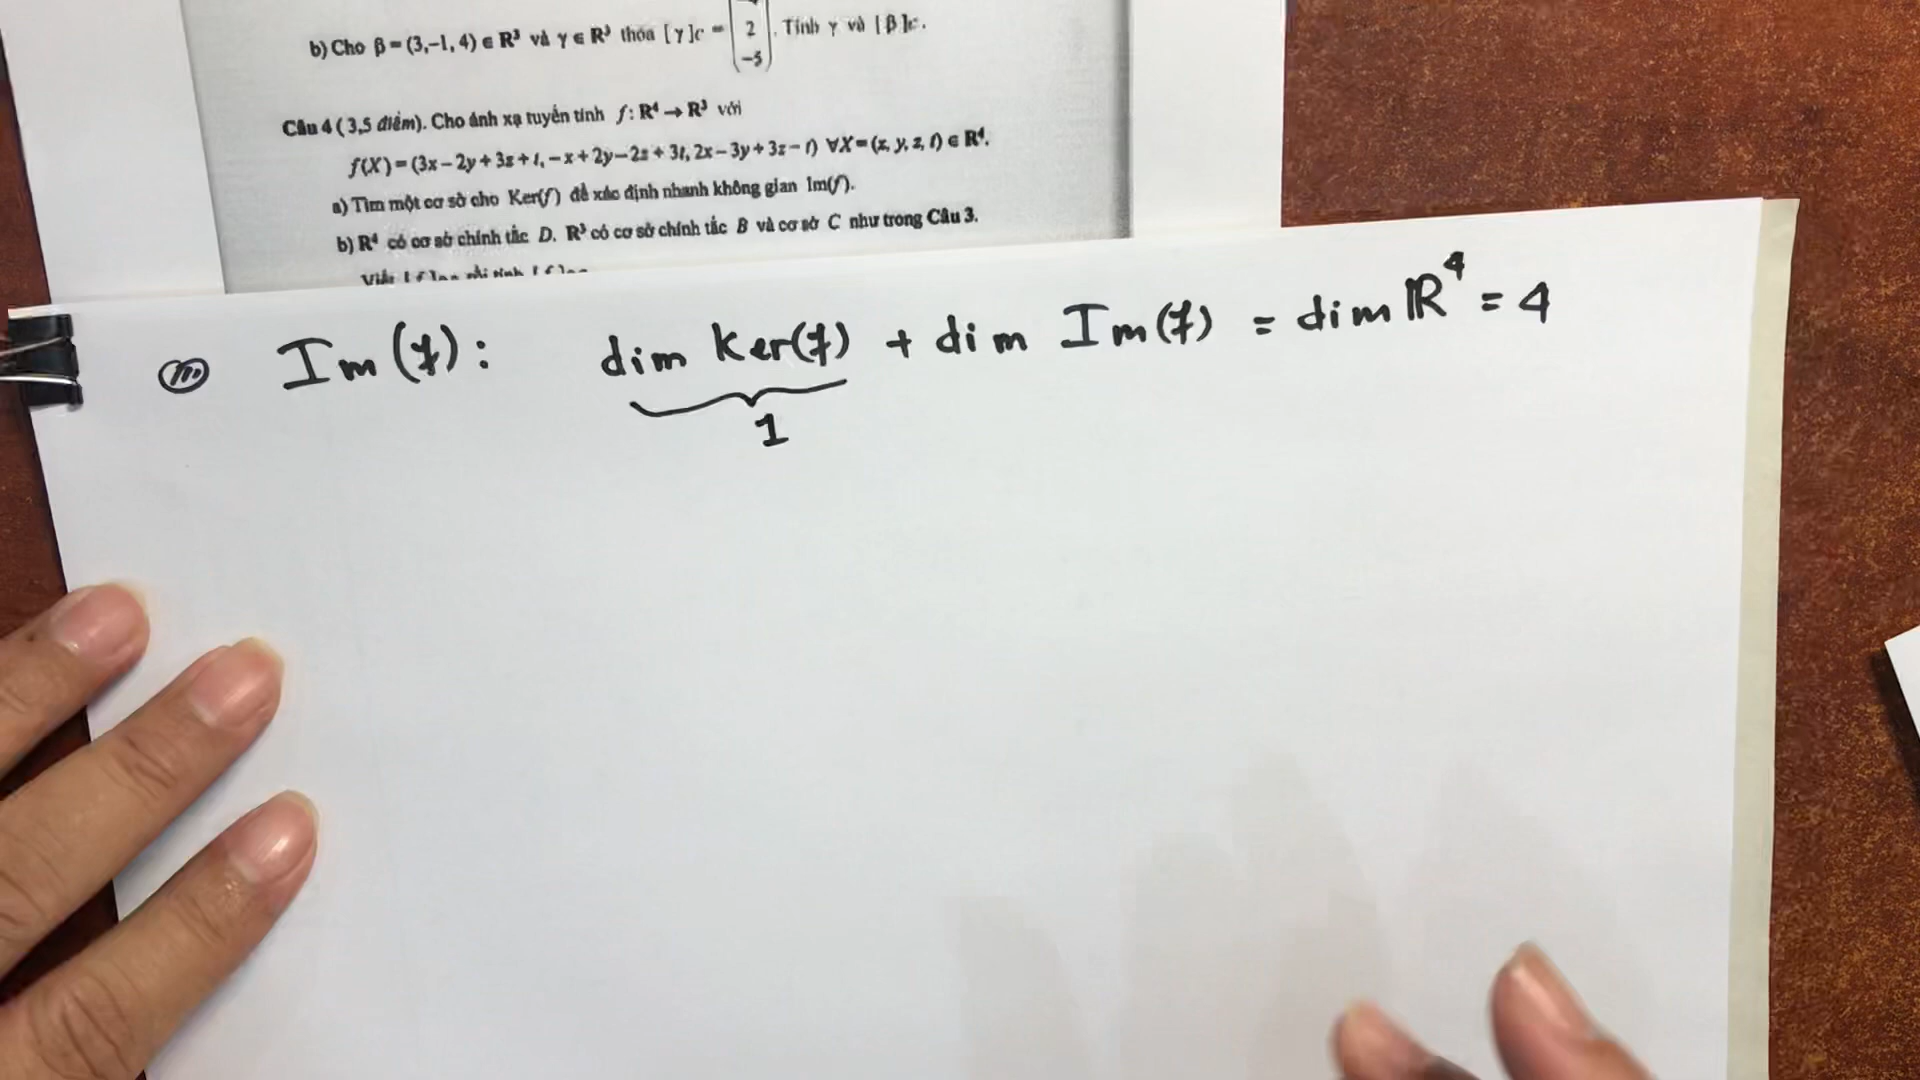 2
b) Cho β = (3,−1, 4) ∈ R³ và γ ∈ R³ thỏa [ γ ]C = . Tính γ và [ β ]C.
−5
Câu 4 ( 3,5 điểm). Cho ánh xạ tuyến tính f : R⁴ → R³ với
f(X) = (3x − 2y + 3z + t, − x + 2y − 2z + 3t, 2x − 3y + 3z − t) ∀X = (x, y, z, t) ∈ R⁴.
a) Tìm một cơ sở cho Ker(f) để xác định nhanh không gian Im(f).
b) R⁴ có cơ sở chính tắc D. R³ có cơ sở chính tắc B và cơ sở C như trong Câu 3.
Im(f): dim Ker(f) + dim Im(f) = dim ℝ⁴ = 4
1